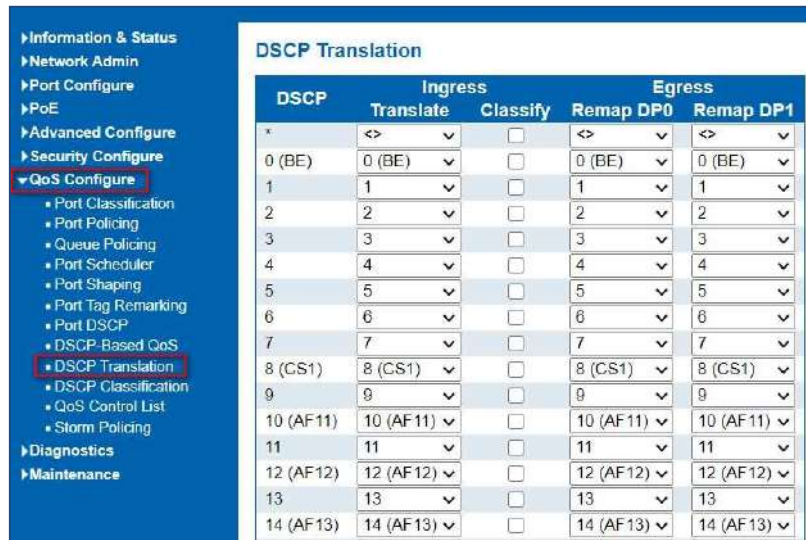 Information & Status
Network Admin
Port Configure
PoE
Advanced Configure
Security Configure
QoS Configure
Port Classification
Port Policing
Queue Policing
Port Scheduler
Port Shaping
Port Tag Remarking
Port DSCP
DSCP-Based QoS
DSCP Translation
DSCP Classification
QoS Control List
Storm Policing
Diagnostics
Maintenance
DSCP Translation
DSCP Ingress Egress
Translate Classify Remap DP0 Remap DP1
* <> <> <>
0 (BE) 0 (BE) 0 (BE) 0 (BE)
1 1 1 1
2 2 2 2
3 3 3 3
4 4 4 4
5 5 5 5
6 6 6 6
7 7 7 7
8 (CS1) 8 (CS1) 8 (CS1) 8 (CS1)
9 9 9 9
10 (AF11) 10 (AF11) 10 (AF11) 10 (AF11)
11 11 11 11
12 (AF12) 12 (AF12) 12 (AF12) 12 (AF12)
13 13 13 13
14 (AF13) 14 (AF13) 14 (AF13) 14 (AF13)